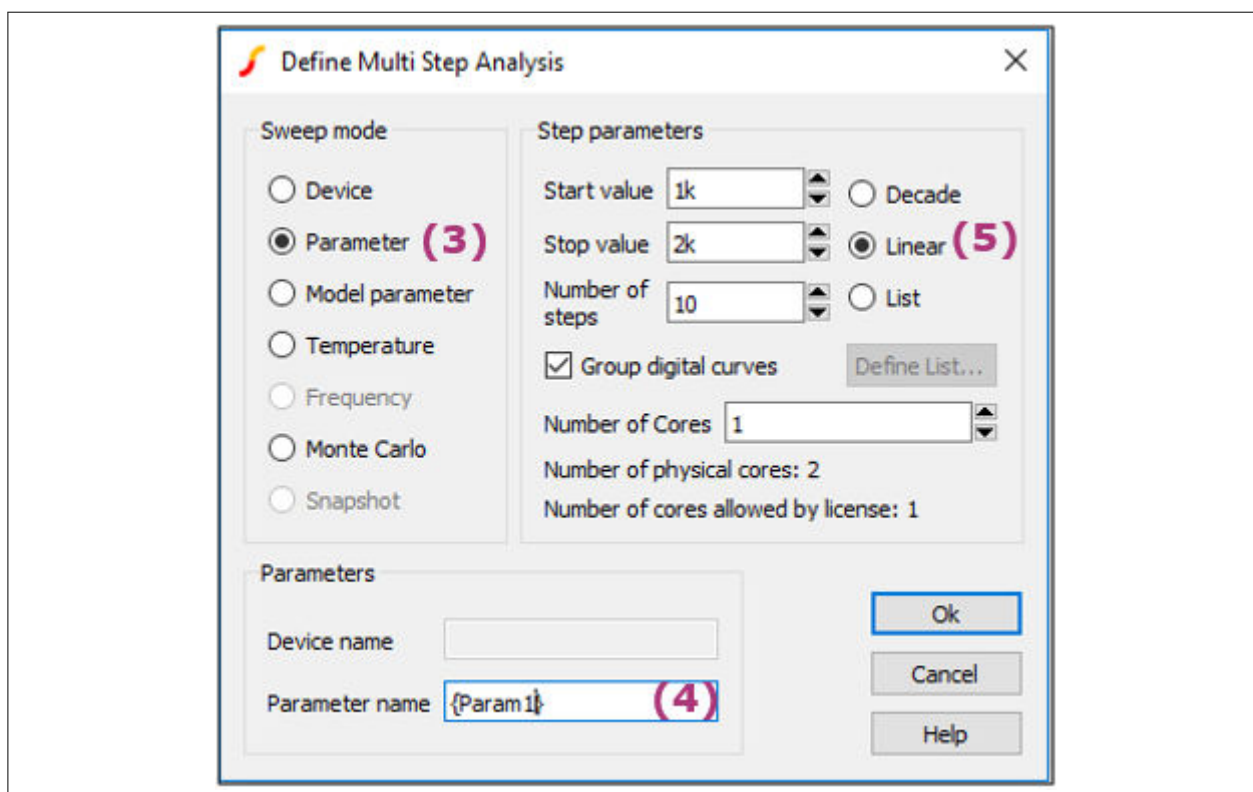 Define Multi Step Analysis
Sweep mode
Device
Parameter (3)
Model parameter
Temperature
Frequency
Monte Carlo
Snapshot
Step parameters
Start value 1k
Decade
Stop value 2k
Linear (5)
Number of
steps
10
List
Group digital curves
Define List...
Number of Cores 1
Number of physical cores: 2
Number of cores allowed by license: 1
Parameters
Device name
Parameter name {Param1} (4)
Ok
Cancel
Help